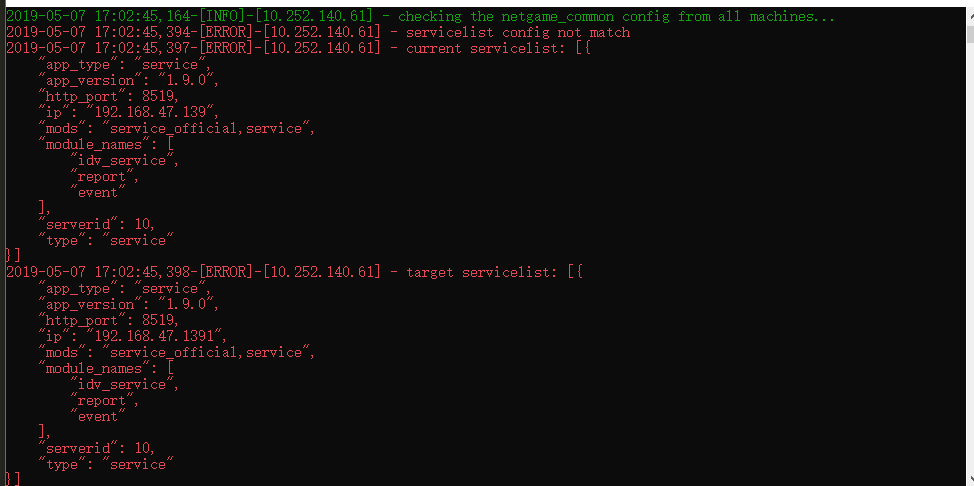 2019-05-07 17:02:45,164-[INFO]-[10.252.140.61] - checking the netgame_common config from all machines...
2019-05-07 17:02:45,394-[ERROR]-[10.252.140.61] - servicelist config not match
2019-05-07 17:02:45,397-[ERROR]-[10.252.140.61] - current servicelist: [{
    "app_type": "service",
    "app_version": "1.9.0",
    "http_port": 8519,
    "ip": "192.168.47.139",
    "mods": "service_official,service",
    "module_names": [
        "idv_service",
        "report",
        "event"
    ],
    "serverid": 10,
    "type": "service"
}]
2019-05-07 17:02:45,398-[ERROR]-[10.252.140.61] - target servicelist: [{
    "app_type": "service",
    "app_version": "1.9.0",
    "http_port": 8519,
    "ip": "192.168.47.1391",
    "mods": "service_official,service",
    "module_names": [
        "idv_service",
        "report",
        "event"
    ],
    "serverid": 10,
    "type": "service"
}]